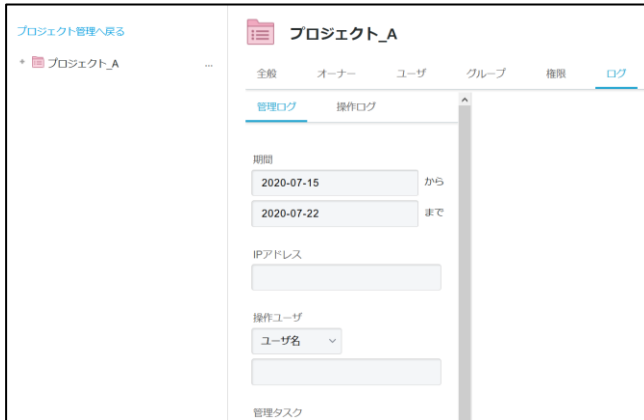 プロジェクト管理へ戻る
プロジェクト_A
...
プロジェクト_A
全般 オーナー ユーザ グループ 権限 ログ
管理ログ 操作ログ
期間
2020-07-15 から
2020-07-22 まで
IPアドレス
操作ユーザ
ユーザ名
管理タスク